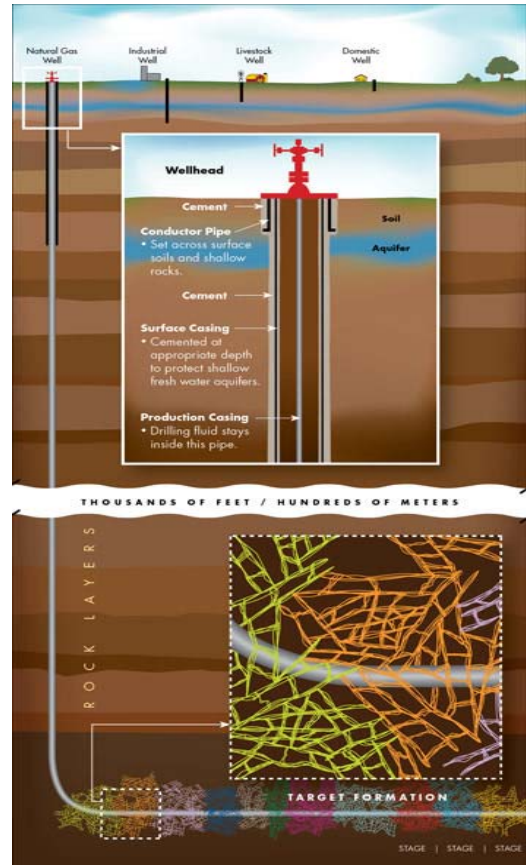 Natural Gas
Well
Industrial
Well
Livestock
Well
Domestic
Well
Wellhead
Cement
Soil
Conductor Pipe
• Set across surface
soils and shallow
rocks.
Aquifer
Cement
Surface Casing
• Cemented at
appropriate depth
to protect shallow
fresh water aquifers.
Production Casing
• Drilling fluid stays
inside this pipe.
THOUSANDS OF FEET / HUNDREDS OF METERS
ROCK LAYERS
TARGET FORMATION
STAGE | STAGE | STAGE